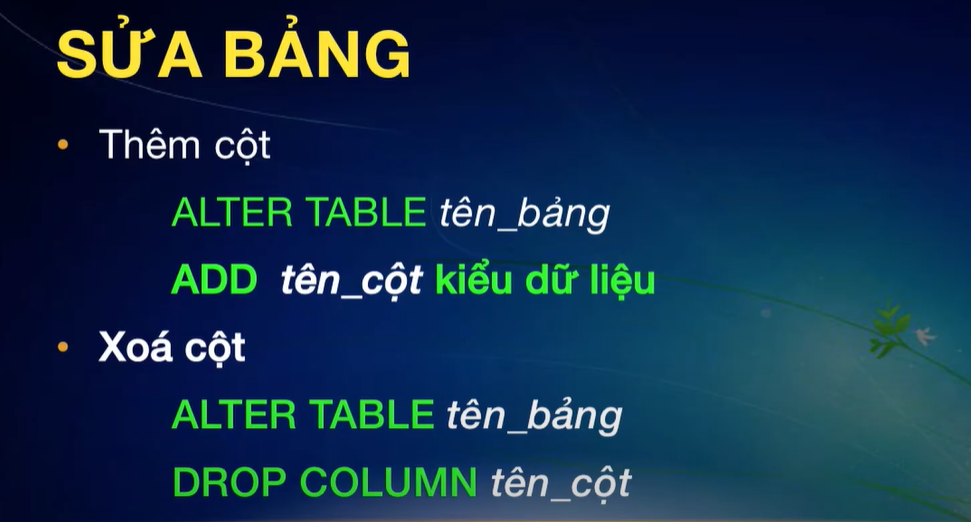 SỬA BẢNG
• Thêm cột
ALTER TABLE tên_bảng
ADD tên_cột kiểu dữ liệu
• Xoá cột
ALTER TABLE tên_bảng
DROP COLUMN tên_cột